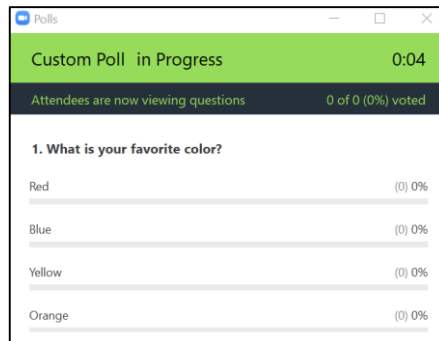 Polls
Custom Poll in Progress 0:04
Attendees are now viewing questions 0 of 0 (0%) voted
1. What is your favorite color?
Red (0) 0%
Blue (0) 0%
Yellow (0) 0%
Orange (0) 0%